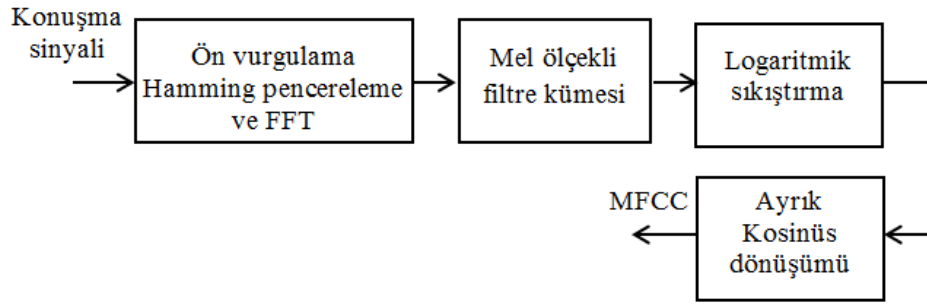 Konuşma
sinyali
Ön vurgulama
Hamming pencereleme
ve FFT
Mel ölçekli
filtre kümesi
Logaritmik
sıkıştırma
MFCC
Ayrık
Kosinüs
dönüşümü